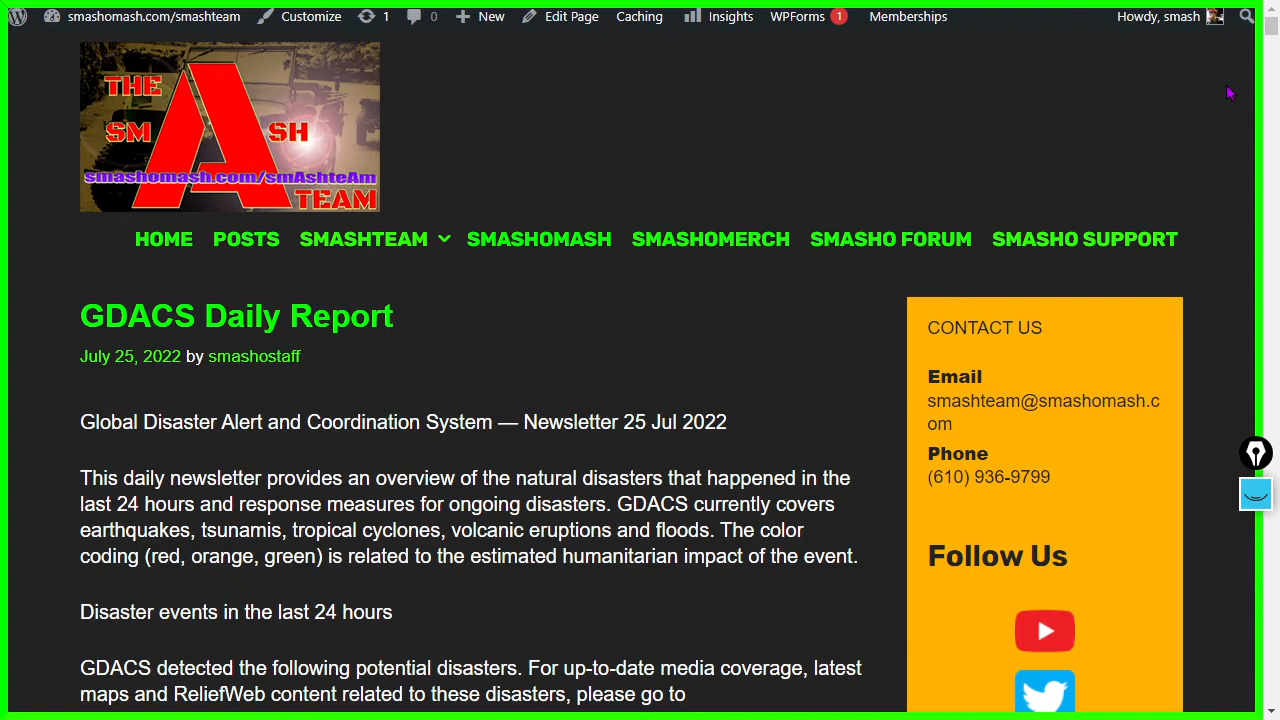 smashomash.com/smashteam Customize 1 0 New Edit Page Caching Insights WPForms 1 Memberships Howdy, smash
THE
SMASH
smashomash.com/smAshteAm
TEAM
HOME POSTS SMASHTEAM SMASHOMASH SMASHOMERCH SMASHO FORUM SMASHO SUPPORT
GDACS Daily Report
July 25, 2022 by smashostaff
Global Disaster Alert and Coordination System — Newsletter 25 Jul 2022
This daily newsletter provides an overview of the natural disasters that happened in the
last 24 hours and response measures for ongoing disasters. GDACS currently covers
earthquakes, tsunamis, tropical cyclones, volcanic eruptions and floods. The color
coding (red, orange, green) is related to the estimated humanitarian impact of the event.
Disaster events in the last 24 hours
GDACS detected the following potential disasters. For up-to-date media coverage, latest
maps and ReliefWeb content related to these disasters, please go to
CONTACT US
Email
smashteam@smashomash.c
om
Phone
(610) 936-9799
Follow Us